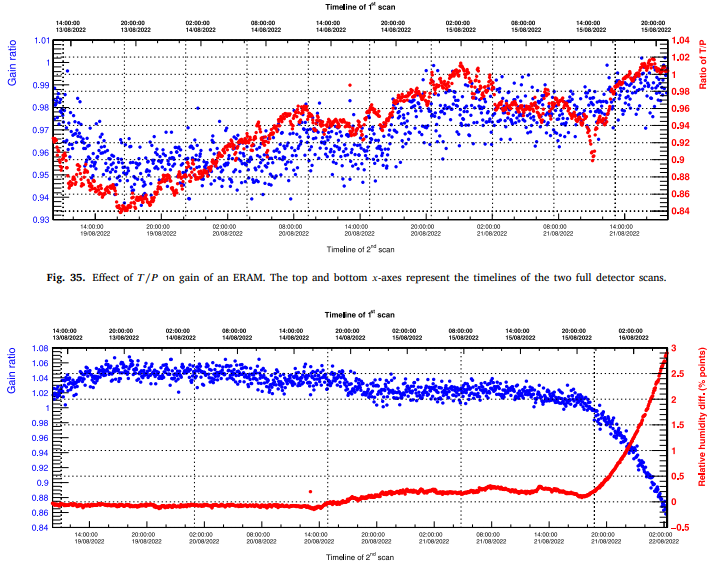 Timeline of 1st scan
14:00:00 20:00:00 02:00:00 08:00:00 14:00:00 20:00:00 02:00:00 08:00:00 14:00:00 20:00:00
13/08/2022 13/08/2022 14/08/2022 14/08/2022 14/08/2022 14/08/2022 15/08/2022 15/08/2022 15/08/2022 15/08/2022
Gain ratio
1.01
1
0.99
0.98
0.97
0.96
0.95
0.94
0.93
1.04
1.02
1
0.98
0.96
0.94
0.92
0.9
0.88
0.86
0.84
Ratio of T/P
14:00:00 20:00:00 02:00:00 08:00:00 14:00:00 20:00:00 02:00:00 08:00:00 14:00:00
19/08/2022 19/08/2022 20/08/2022 20/08/2022 20/08/2022 20/08/2022 21/08/2022 21/08/2022 21/08/2022
Timeline of 2nd scan
Fig. 35. Effect of T/P on gain of an ERAM. The top and bottom x-axes represent the timelines of the two full detector scans.
Timeline of 1st scan
14:00:00 20:00:00 02:00:00 08:00:00 14:00:00 20:00:00 02:00:00 08:00:00 14:00:00 20:00:00 02:00:00
13/08/2022 13/08/2022 14/08/2022 14/08/2022 14/08/2022 14/08/2022 15/08/2022 15/08/2022 15/08/2022 15/08/2022 16/08/2022
Gain ratio
1.08
1.06
1.04
1.02
1
0.98
0.96
0.94
0.92
0.9
0.88
0.86
0.84
3
2.5
2
1.5
1
0.5
0
−0.5
Relative humidity diff. (% points)
14:00:00 20:00:00 02:00:00 08:00:00 20:00:00 02:00:00 08:00:00 14:00:00 20:00:00 02:00:00
19/08/2022 19/08/2022 20/08/2022 20/08/2022 20/08/2022 20/08/2022 21/08/2022 21/08/2022 21/08/2022 22/08/2022
Timeline of 2nd scan